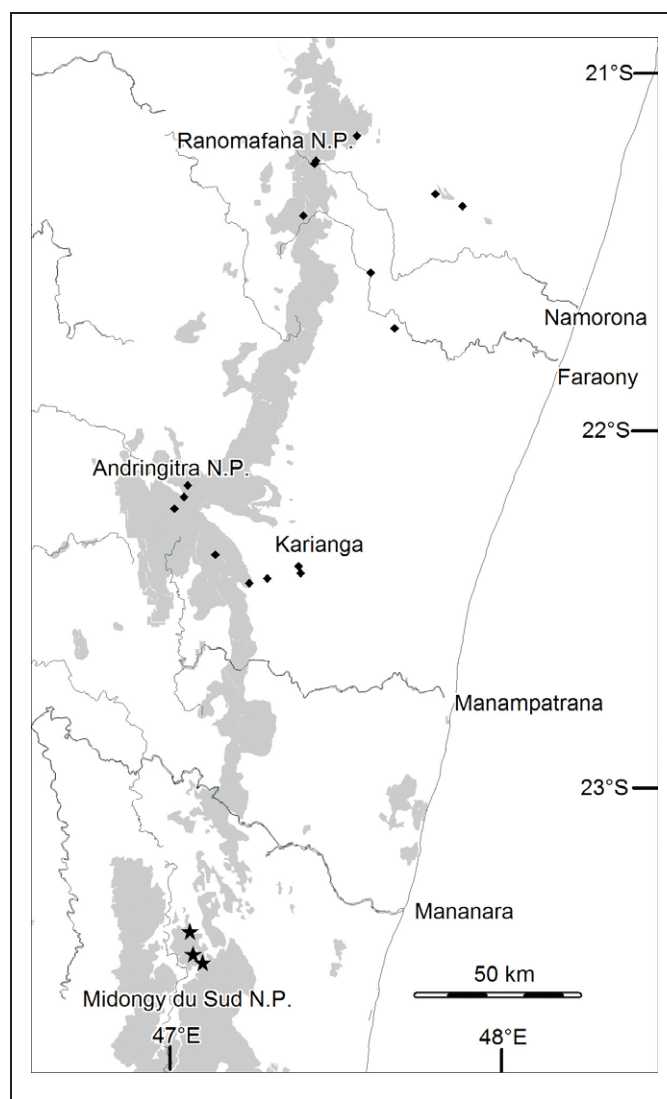 21°S
Ranomafana N.P.
Namorona
Faraony
22°S
Andringitra N.P.
Karianga
Manampatrana
23°S
Mananara
50 km
Midongy du Sud N.P.
47°E
48°E